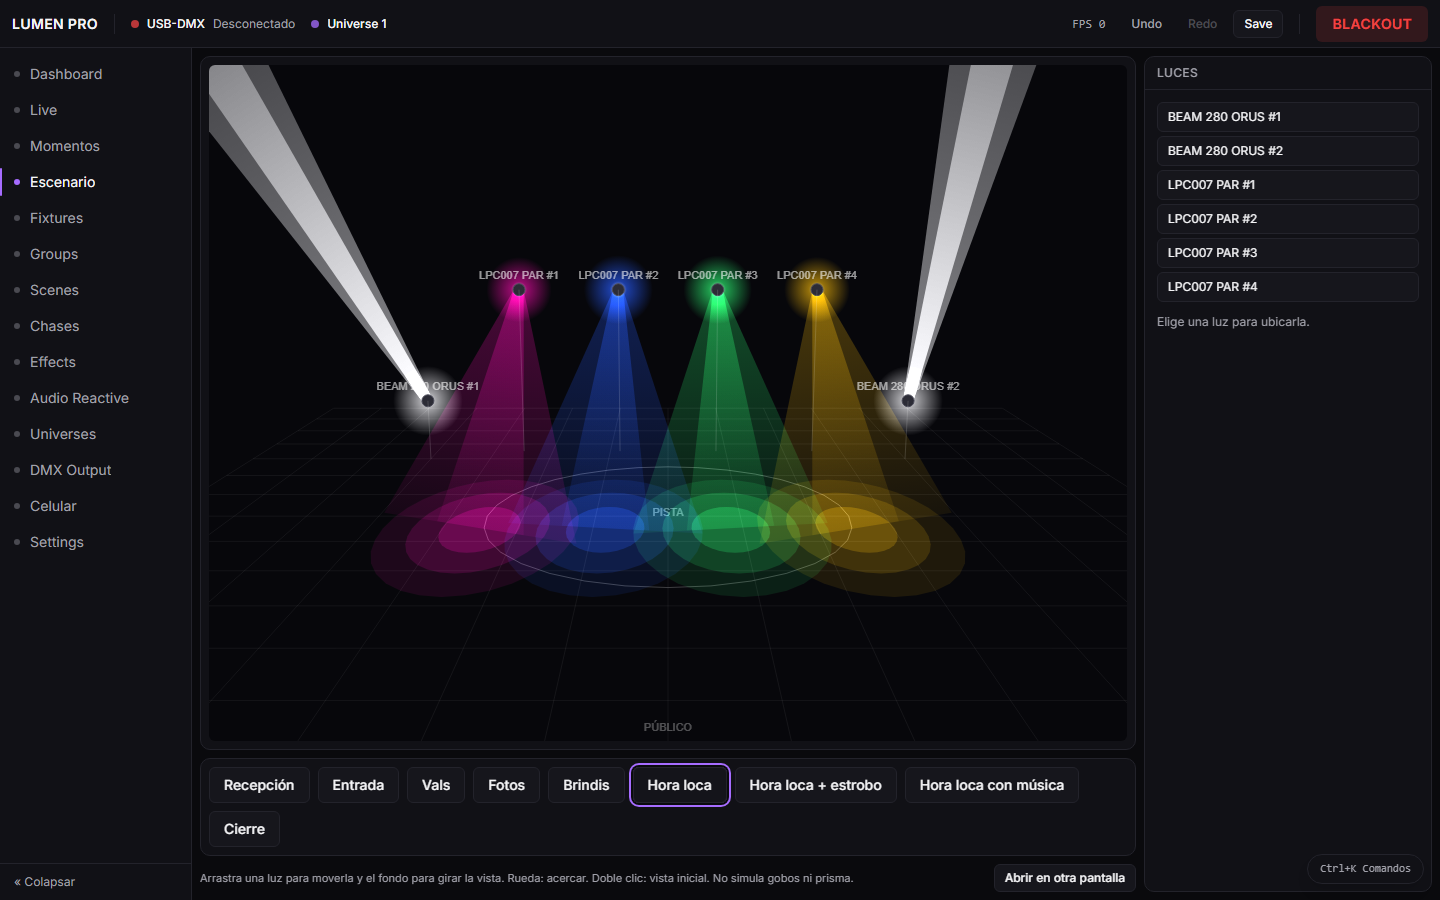 LUMEN PRO
USB-DMX Desconectado
Universe 1
FPS 0
Undo
Redo
Save
BLACKOUT
Dashboard
Live
Momentos
Escenario
Fixtures
Groups
Scenes
Chases
Effects
Audio Reactive
Universes
DMX Output
Celular
Settings
« Colapsar
LPC007 PAR #1
LPC007 PAR #2
LPC007 PAR #3
LPC007 PAR #4
BEAM 280 ORUS #1
BEAM 280 ORUS #2
PISTA
PÚBLICO
Recepción
Entrada
Vals
Fotos
Brindis
Hora loca
Hora loca + estrobo
Hora loca con música
Cierre
Arrastra una luz para moverla y el fondo para girar la vista. Rueda: acercar. Doble clic: vista inicial. No simula gobos ni prisma.
Abrir en otra pantalla
LUCES
BEAM 280 ORUS #1
BEAM 280 ORUS #2
LPC007 PAR #1
LPC007 PAR #2
LPC007 PAR #3
LPC007 PAR #4
Elige una luz para ubicarla.
Ctrl+K Comandos